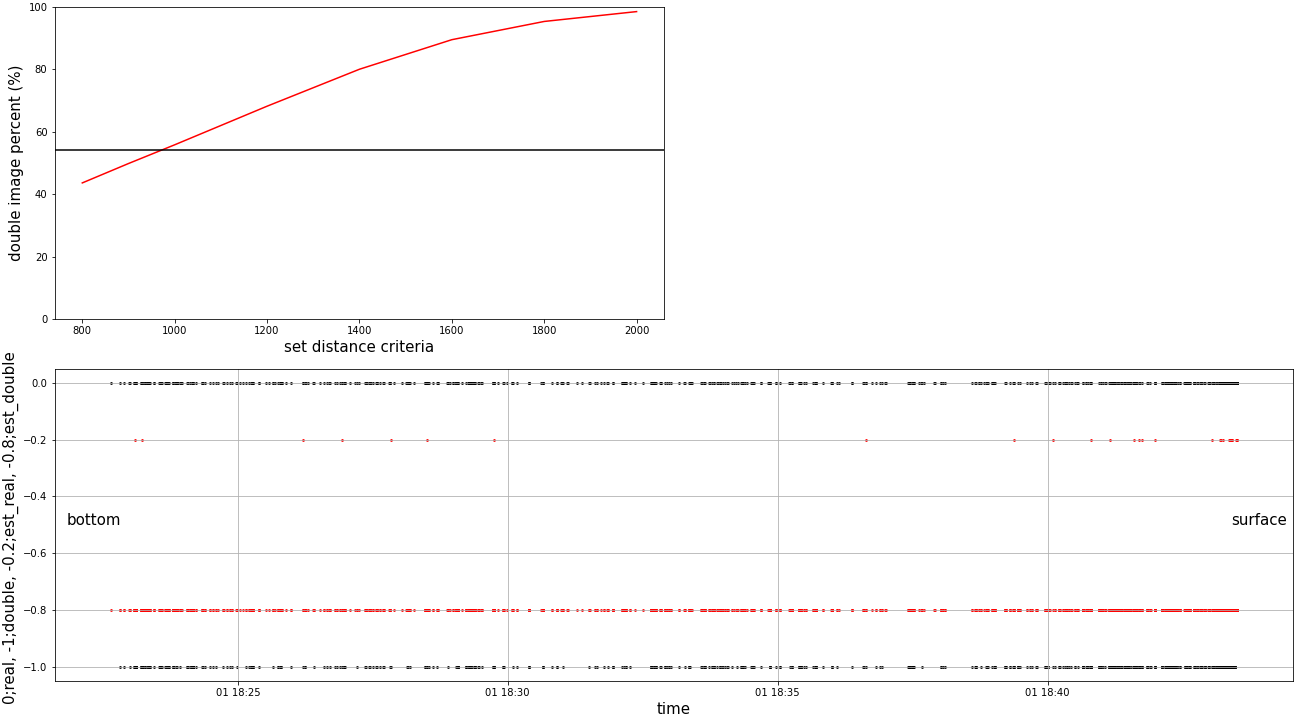 100
80
60
40
20
0
double image percent (%)
800 1000 1200 1400 1600 1800 2000
set distance criteria
0.0
−0.2
−0.4
−0.6
−0.8
−1.0
0;real, -1;double, -0.2;est_real, -0.8;est_double
bottom
surface
01 18:25 01 18:30 01 18:35 01 18:40
time